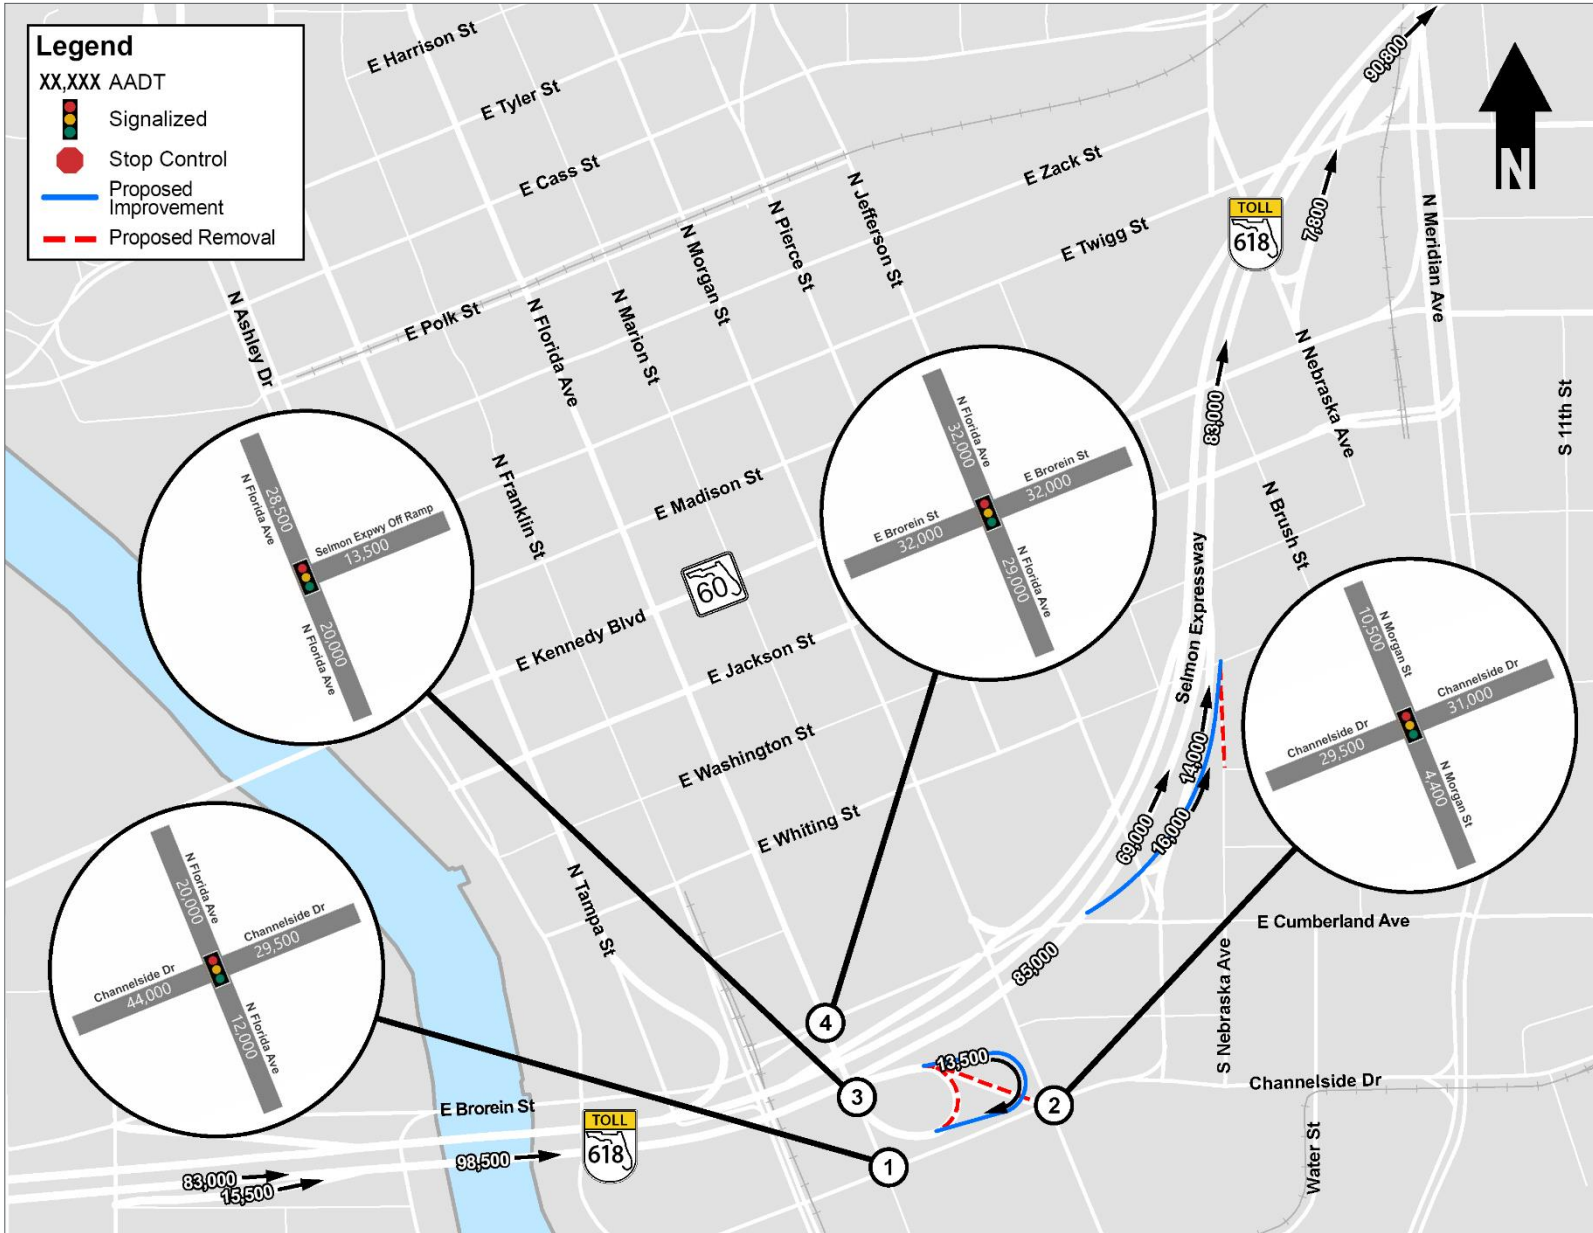 Legend
XX,XXX AADT
Signalized
Stop Control
Proposed
Improvement
Proposed Removal
N
E Harrison St
E Tyler St
E Cass St
E Zack St
E Twigg St
E Polk St
N Ashley Dr
N Florida Ave
N Marion St
N Morgan St
N Pierce St
N Jefferson St
N Franklin St
E Madison St
60
E Kennedy Blvd
E Jackson St
E Washington St
E Whiting St
N Tampa St
TOLL
618
90,800
7,800
83,000
N Meridian Ave
N Nebraska Ave
N Brush St
S 11th St
Selmon Expressway
14,000
16,000
69,000
85,000
E Cumberland Ave
S Nebraska Ave
Channelside Dr
Water St
E Brorein St
TOLL
618
98,500
83,000
15,500
13,500
1
2
3
4
28,500
N Florida Ave
Selmon Expwy Off Ramp
13,500
20,000
N Florida Ave
N Florida Ave
32,000
E Brorein St
32,000
E Brorein St
32,000
N Florida Ave
29,000
N Morgan St
10,500
Channelside Dr
31,000
Channelside Dr
29,500
N Morgan St
4,400
N Florida Ave
20,000
Channelside Dr
29,500
Channelside Dr
44,000
N Florida Ave
12,000